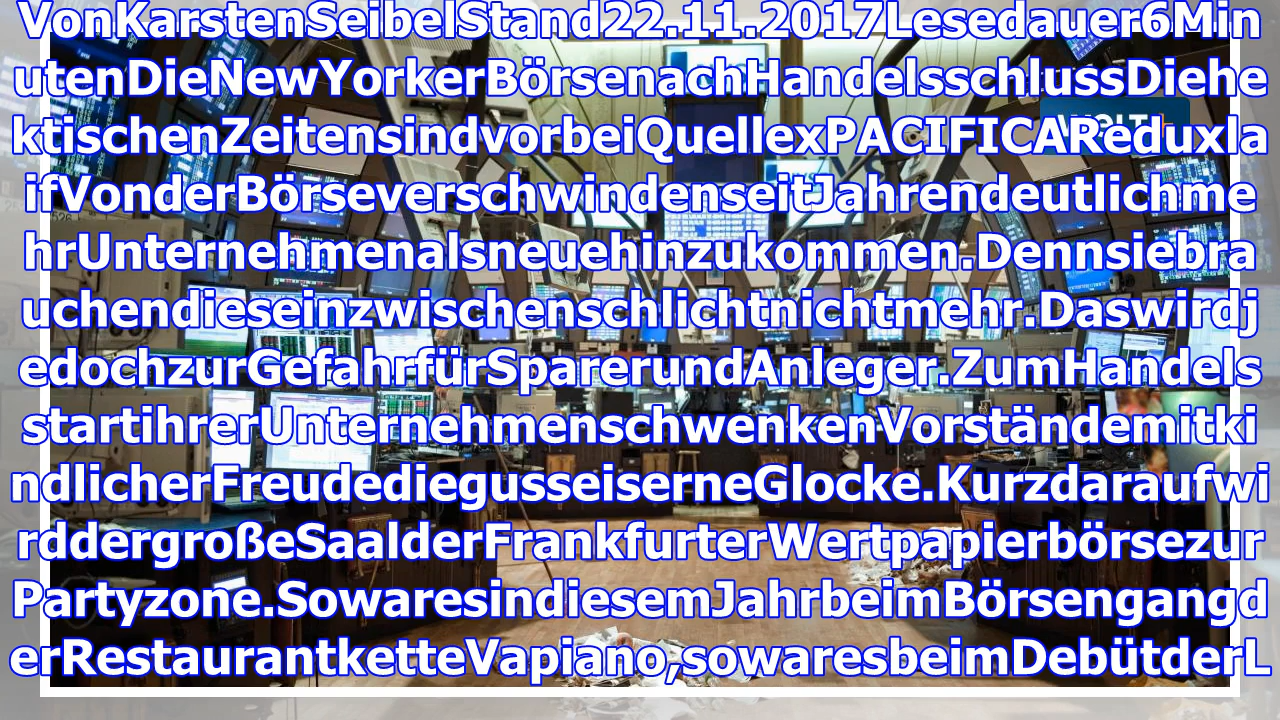 VonKarstenSeibelStand22.11.2017Lesedauer6Min
utenDieNewYorkerBörsenachHandelsschlussDiehe
ktischenZeitensindvorbeiQuellexPACIFICAReduxla
ifVonderBörseverschwindenseitJahrendeutlichme
hrUnternehmenalsneuehinzukommen.Dennsiebra
uchendieseinzwischenschlichtnichtmehr.Daswirdj
edochzurGefahrfürSparerundAnleger.ZumHandels
startihrerUnternehmenschwenkenVorständemitki
ndlicherFreudediegusseiserneGlocke.Kurzdaraufwi
rddergroßeSaalderFrankfurterWertpapierbörsezur
Partyzone.SowaresindiesemJahrbeimBörsengangd
erRestaurantketteVapiano,sowaresbeimDebütderL